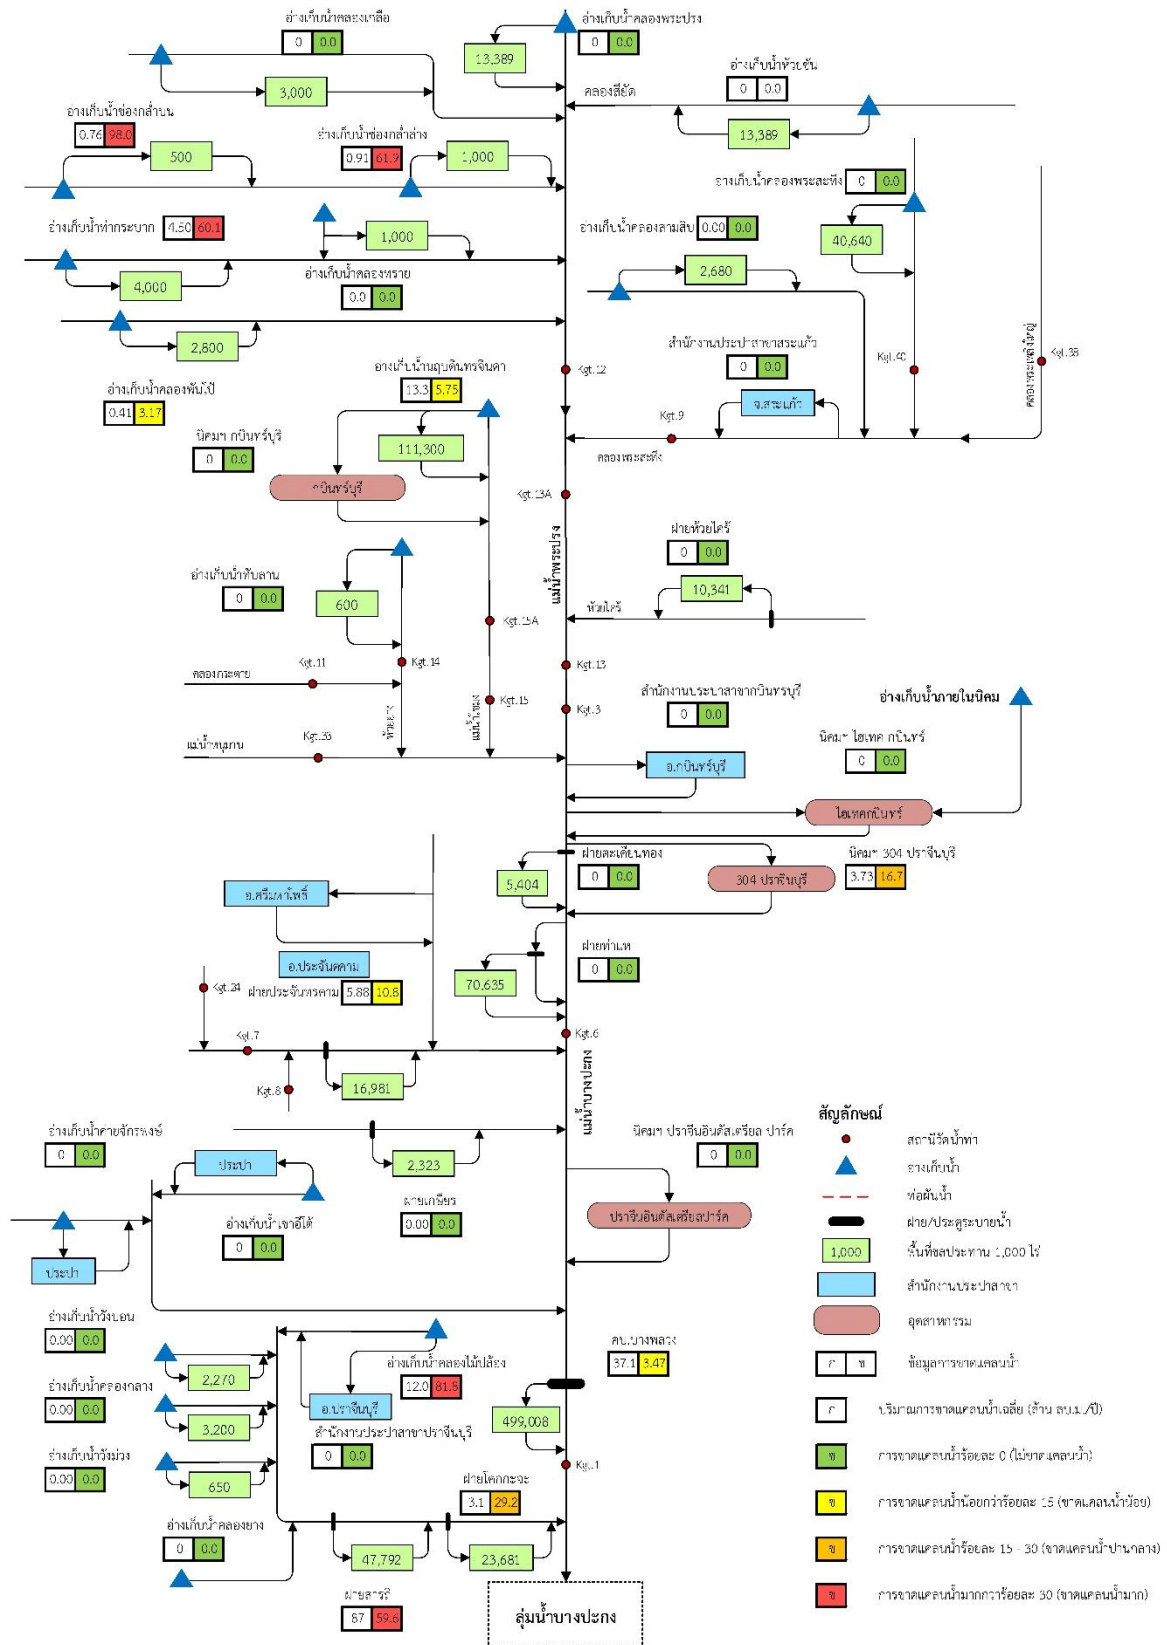 อ่างเก็บน้ำคลองเกลือ
0 0.0
3,000
อ่างเก็บน้ำคลองพระปรง
0 0.0
13,389
อ่างเก็บน้ำห้วยชัน
0 0.0
คลองสียัด
13,389
อ่างเก็บน้ำช่องกล่ำบน
0.76 98.0
500
อ่างเก็บน้ำช่องกล่ำล่าง
0.91 61.9
1,000
อ่างเก็บน้ำคลองพระสะทึง
0 0.0
40,640
อ่างเก็บน้ำท่ากระบาก
4.80 60.1
1,000
4,000
อ่างเก็บน้ำคลองสามสิบ
0.00 0.0
2,680
อ่างเก็บน้ำคลองทราย
0.0 0.0
2,800
สำนักงานประปาสาขาสระแก้ว
0 0.0
จ.สระแก้ว
Kgt.12
Kgt.40
Kgt.38
Kgt.9
คลองพระสะทึง
อ่างเก็บน้ำนฤบดินทรจินดา
13.3 5.75
111,300
อ่างเก็บน้ำคลองพันโป้
0.41 3.17
นิคมฯ กบินทร์บุรี
0 0.0
กบินทร์บุรี
Kgt.13A
แม่น้ำพระปรง
ฝายห้วยไคร้
0 0.0
10,341
ห้วยไคร้
อ่างเก็บน้ำทับลาน
0 0.0
600
Kgt.15A
Kgt.11
Kgt.14
Kgt.13
คลองกระตาย
Kgt.15
Kgt.3
ห้วยยาง
Kgt.33
แม่น้ำหนุมาน
สำนักงานประปาสาขากบินทรบุรี
0 0.0
อ.กบินทร์บุรี
อ่างเก็บน้ำภายในนิคม
นิคมฯ ไฮเทค กบินทร์
0 0.0
ไฮเทคกบินทร์
ฝายตะเคียนทอง
0 0.0
5,404
นิคมฯ 304 ปราจีนบุรี
3.73 16.7
304 ปราจีนบุรี
อ.ศรีมหาโพธิ์
อ.ประจันตคาม
ฝายประจันทรคาม 5.88 10.8
ฝายท่าแห
0 0.0
70,635
Kgt.24
Kgt.7
Kgt.6
Kgt.8
16,981
แม่น้ำบางปะกง
อ่างเก็บน้ำค่ายจักรพงษ์
0 0.0
ประปา
2,323
นิคมฯ ปราจีนอินดัสเตรียล ปาร์ค
0 0.0
ปราจีนอินดัสเตรียลปาร์ค
ฝายเกษียร
0.00 0.0
อ่างเก็บน้ำเขาอีโต้
0 0.0
ประปา
อ่างเก็บน้ำวังบอน
0.00 0.0
2,270
อ่างเก็บน้ำคลองกลาง
0.00 0.0
3,200
อ่างเก็บน้ำวังม่วง
0.00 0.0
650
อ่างเก็บน้ำคลองไม้ปล้อง
12.0 81.8
อ.ปราจีนบุรี
สำนักงานประปาสาขาปราจีนบุรี
0 0.0
คบ.บางพลวง
37.1 3.47
499,008
Kgt.1
ฝายโคกกะจะ
3.1 29.2
อ่างเก็บน้ำคลองยาง
0 0.0
47,792
23,681
87 59.6
ลุ่มน้ำบางปะกง
สัญลักษณ์
สถานีวัดน้ำท่า
อ่างเก็บน้ำ
ท่อผันน้ำ
ฝาย/ประตูระบายน้ำ
1,000 พื้นที่ชลประทาน 1,000 ไร่
สำนักงานประปาสาขา
อุตสาหกรรม
ก ข ข้อมูลการขาดแคลนน้ำ
ก ปริมาณการขาดแคลนน้ำเฉลี่ย (ล้าน ลบ.ม./ปี)
ข การขาดแคลนน้ำร้อยละ 0 (ไม่ขาดแคลนน้ำ)
ข การขาดแคลนน้ำน้อยกว่าร้อยละ 15 (ขาดแคลนน้ำน้อย)
ข การขาดแคลนน้ำร้อยละ 15 - 30 (ขาดแคลนน้ำปานกลาง)
ข การขาดแคลนน้ำมากกว่าร้อยละ 30 (ขาดแคลนน้ำมาก)